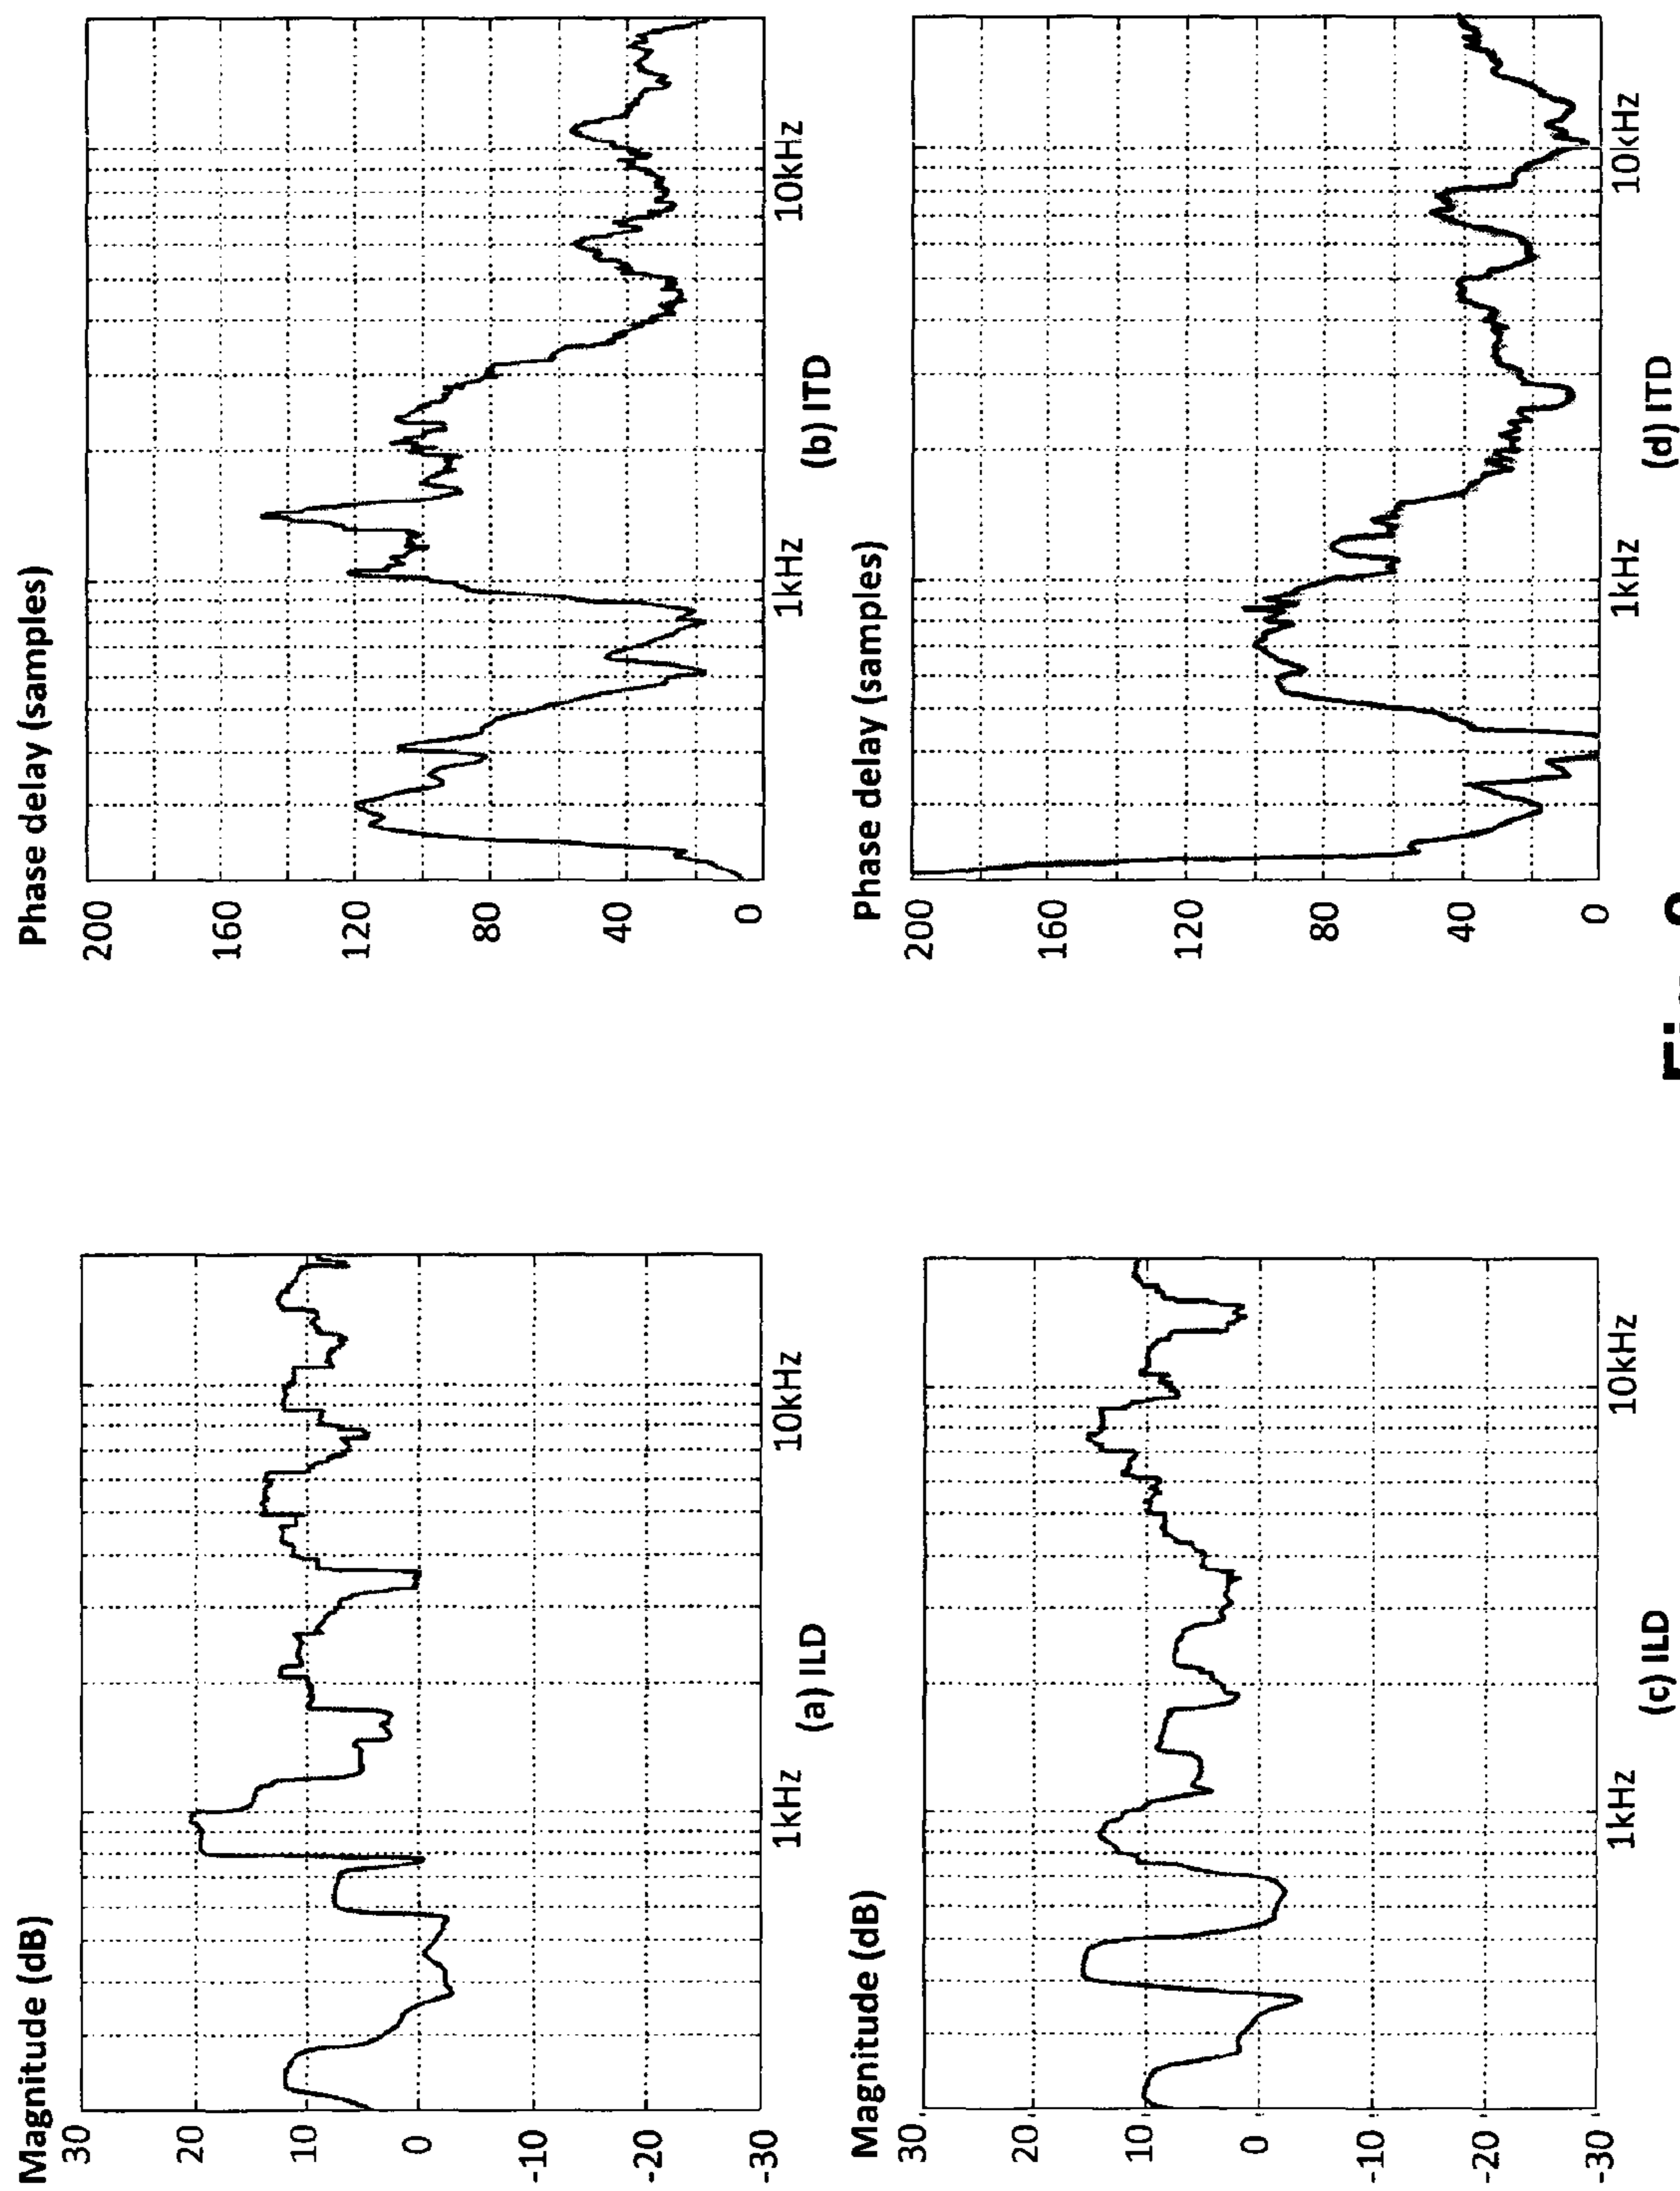 Magnitude (dB)
30
20
10
0
-10
-20
-30
1kHz
10kHz
(a) ILD
Phase delay (samples)
200
160
120
80
40
0
1kHz
10kHz
(b) ITD
Magnitude (dB)
30
20
10
0
-10
-20
-30
1kHz
10kHz
(c) ILD
Phase delay (samples)
200
160
120
80
40
0
1kHz
10kHz
(d) ITD